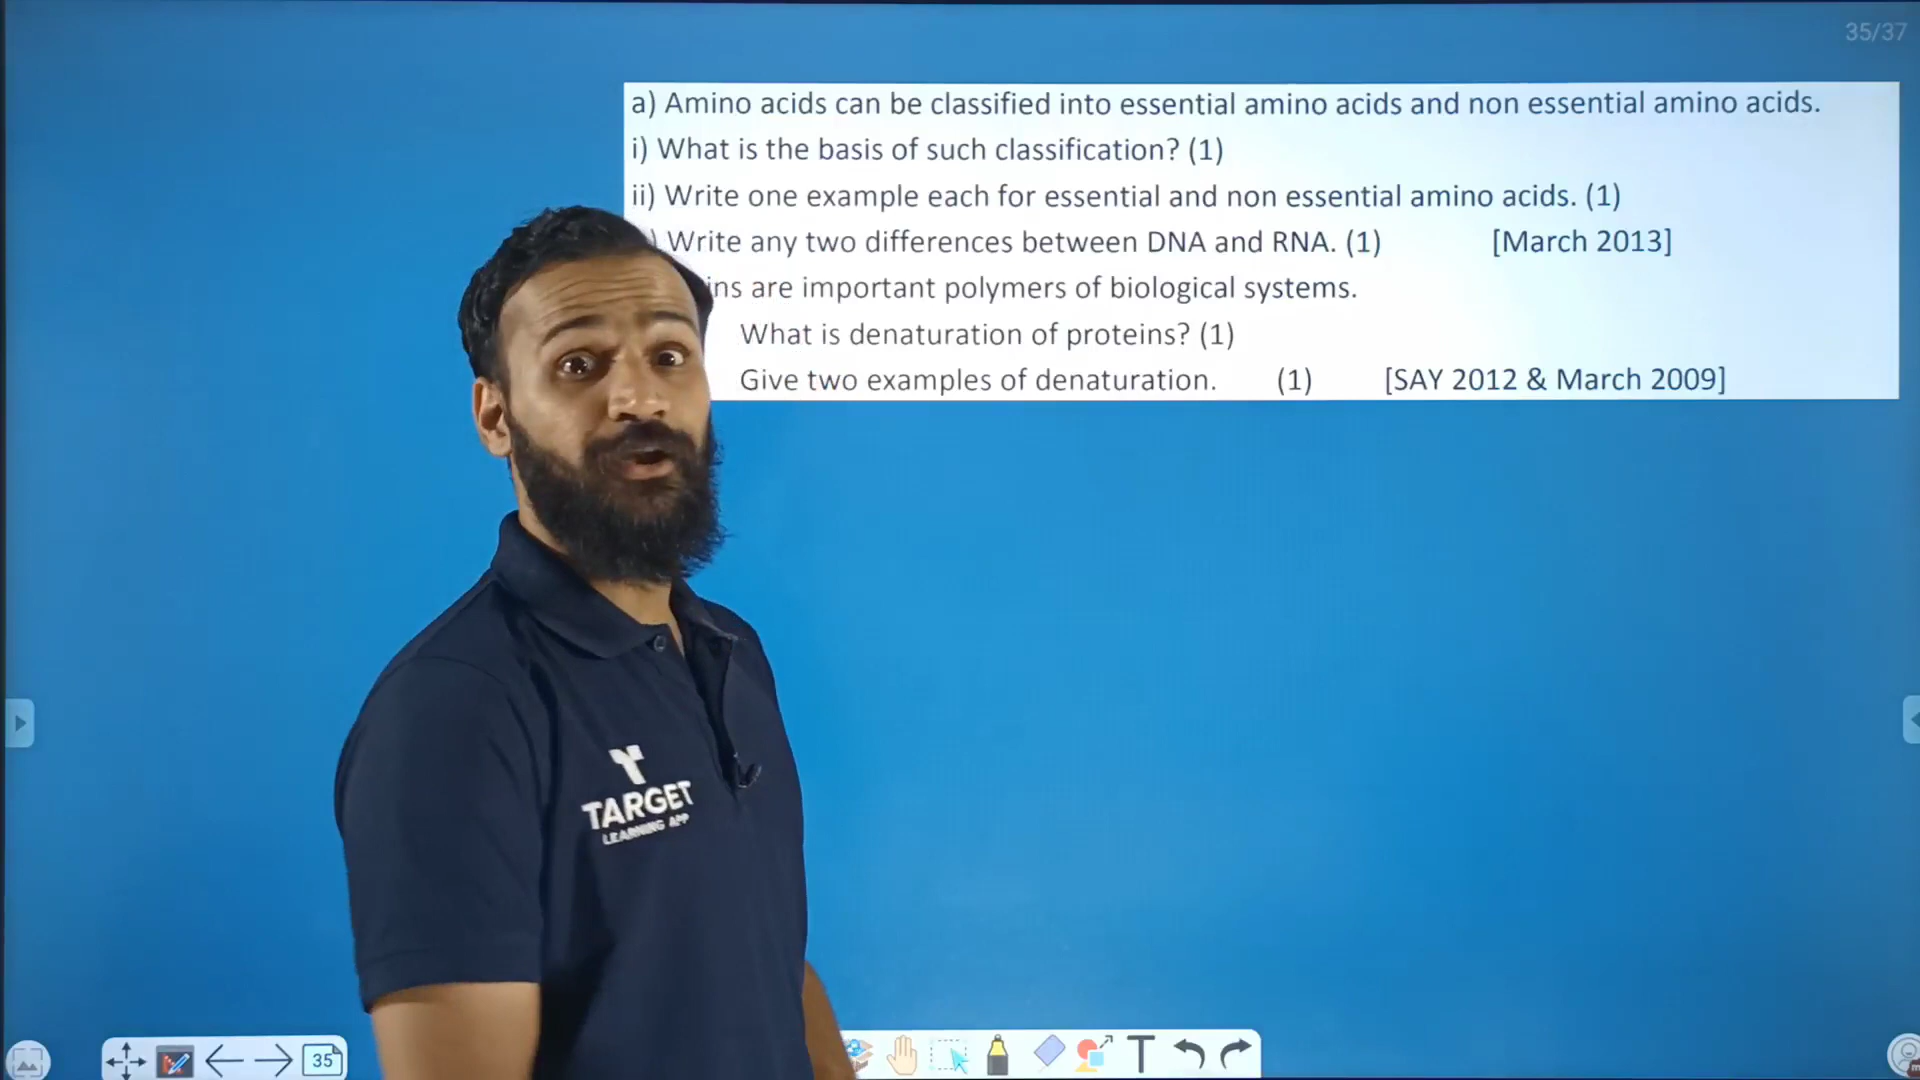 35/37
a) Amino acids can be classified into essential amino acids and non essential amino acids.
i) What is the basis of such classification? (1)
ii) Write one example each for essential and non essential amino acids. (1)
) Write any two differences between DNA and RNA. (1) [March 2013]
ins are important polymers of biological systems.
What is denaturation of proteins? (1)
Give two examples of denaturation. (1) [SAY 2012 & March 2009]
TARGET
LEARNING APP
35
T